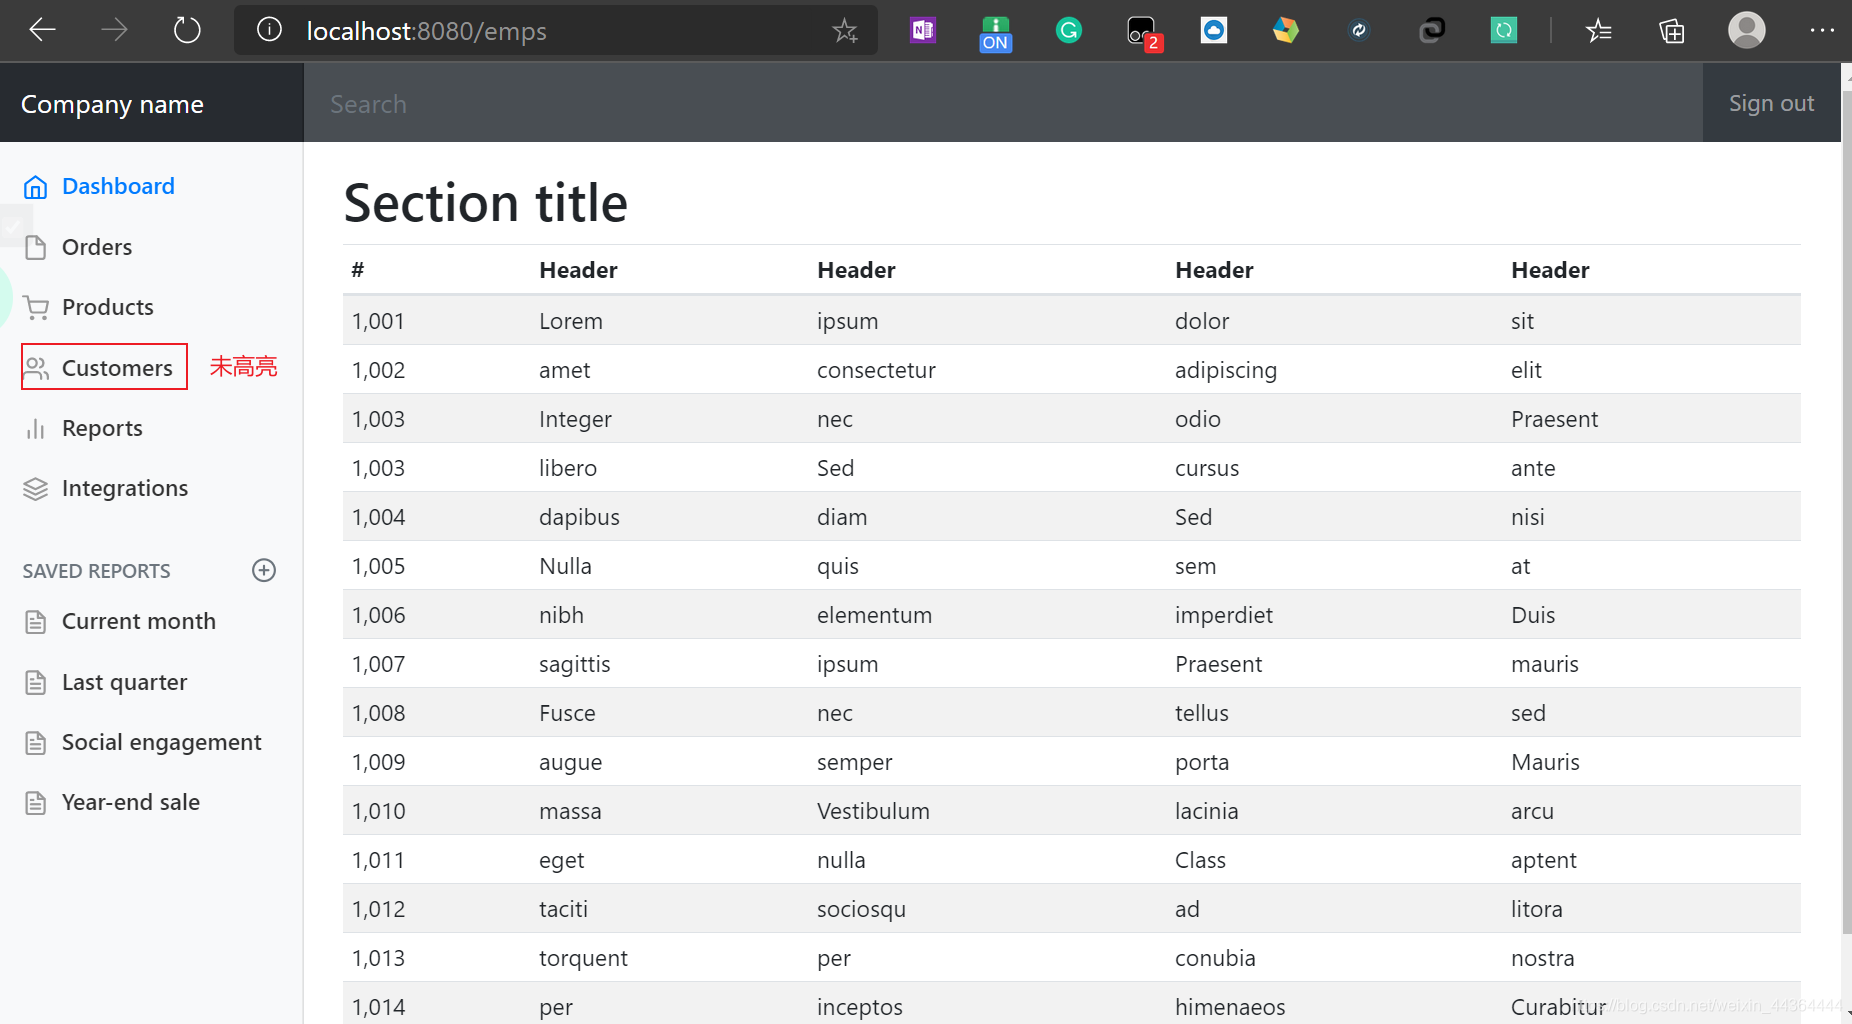 localhost:8080/emps
ON
2
Company name
Search
Sign out
Dashboard
Orders
Products
Customers 未高亮
Reports
Integrations
SAVED REPORTS
Current month
Last quarter
Social engagement
Year-end sale
Section title
# Header Header Header Header
1,001 Lorem ipsum dolor sit
1,002 amet consectetur adipiscing elit
1,003 Integer nec odio Praesent
1,003 libero Sed cursus ante
1,004 dapibus diam Sed nisi
1,005 Nulla quis sem at
1,006 nibh elementum imperdiet Duis
1,007 sagittis ipsum Praesent mauris
1,008 Fusce nec tellus sed
1,009 augue semper porta Mauris
1,010 massa Vestibulum lacinia arcu
1,011 eget nulla Class aptent
1,012 taciti sociosqu ad litora
1,013 torquent per conubia nostra
1,014 per inceptos himenaeos Curabitur